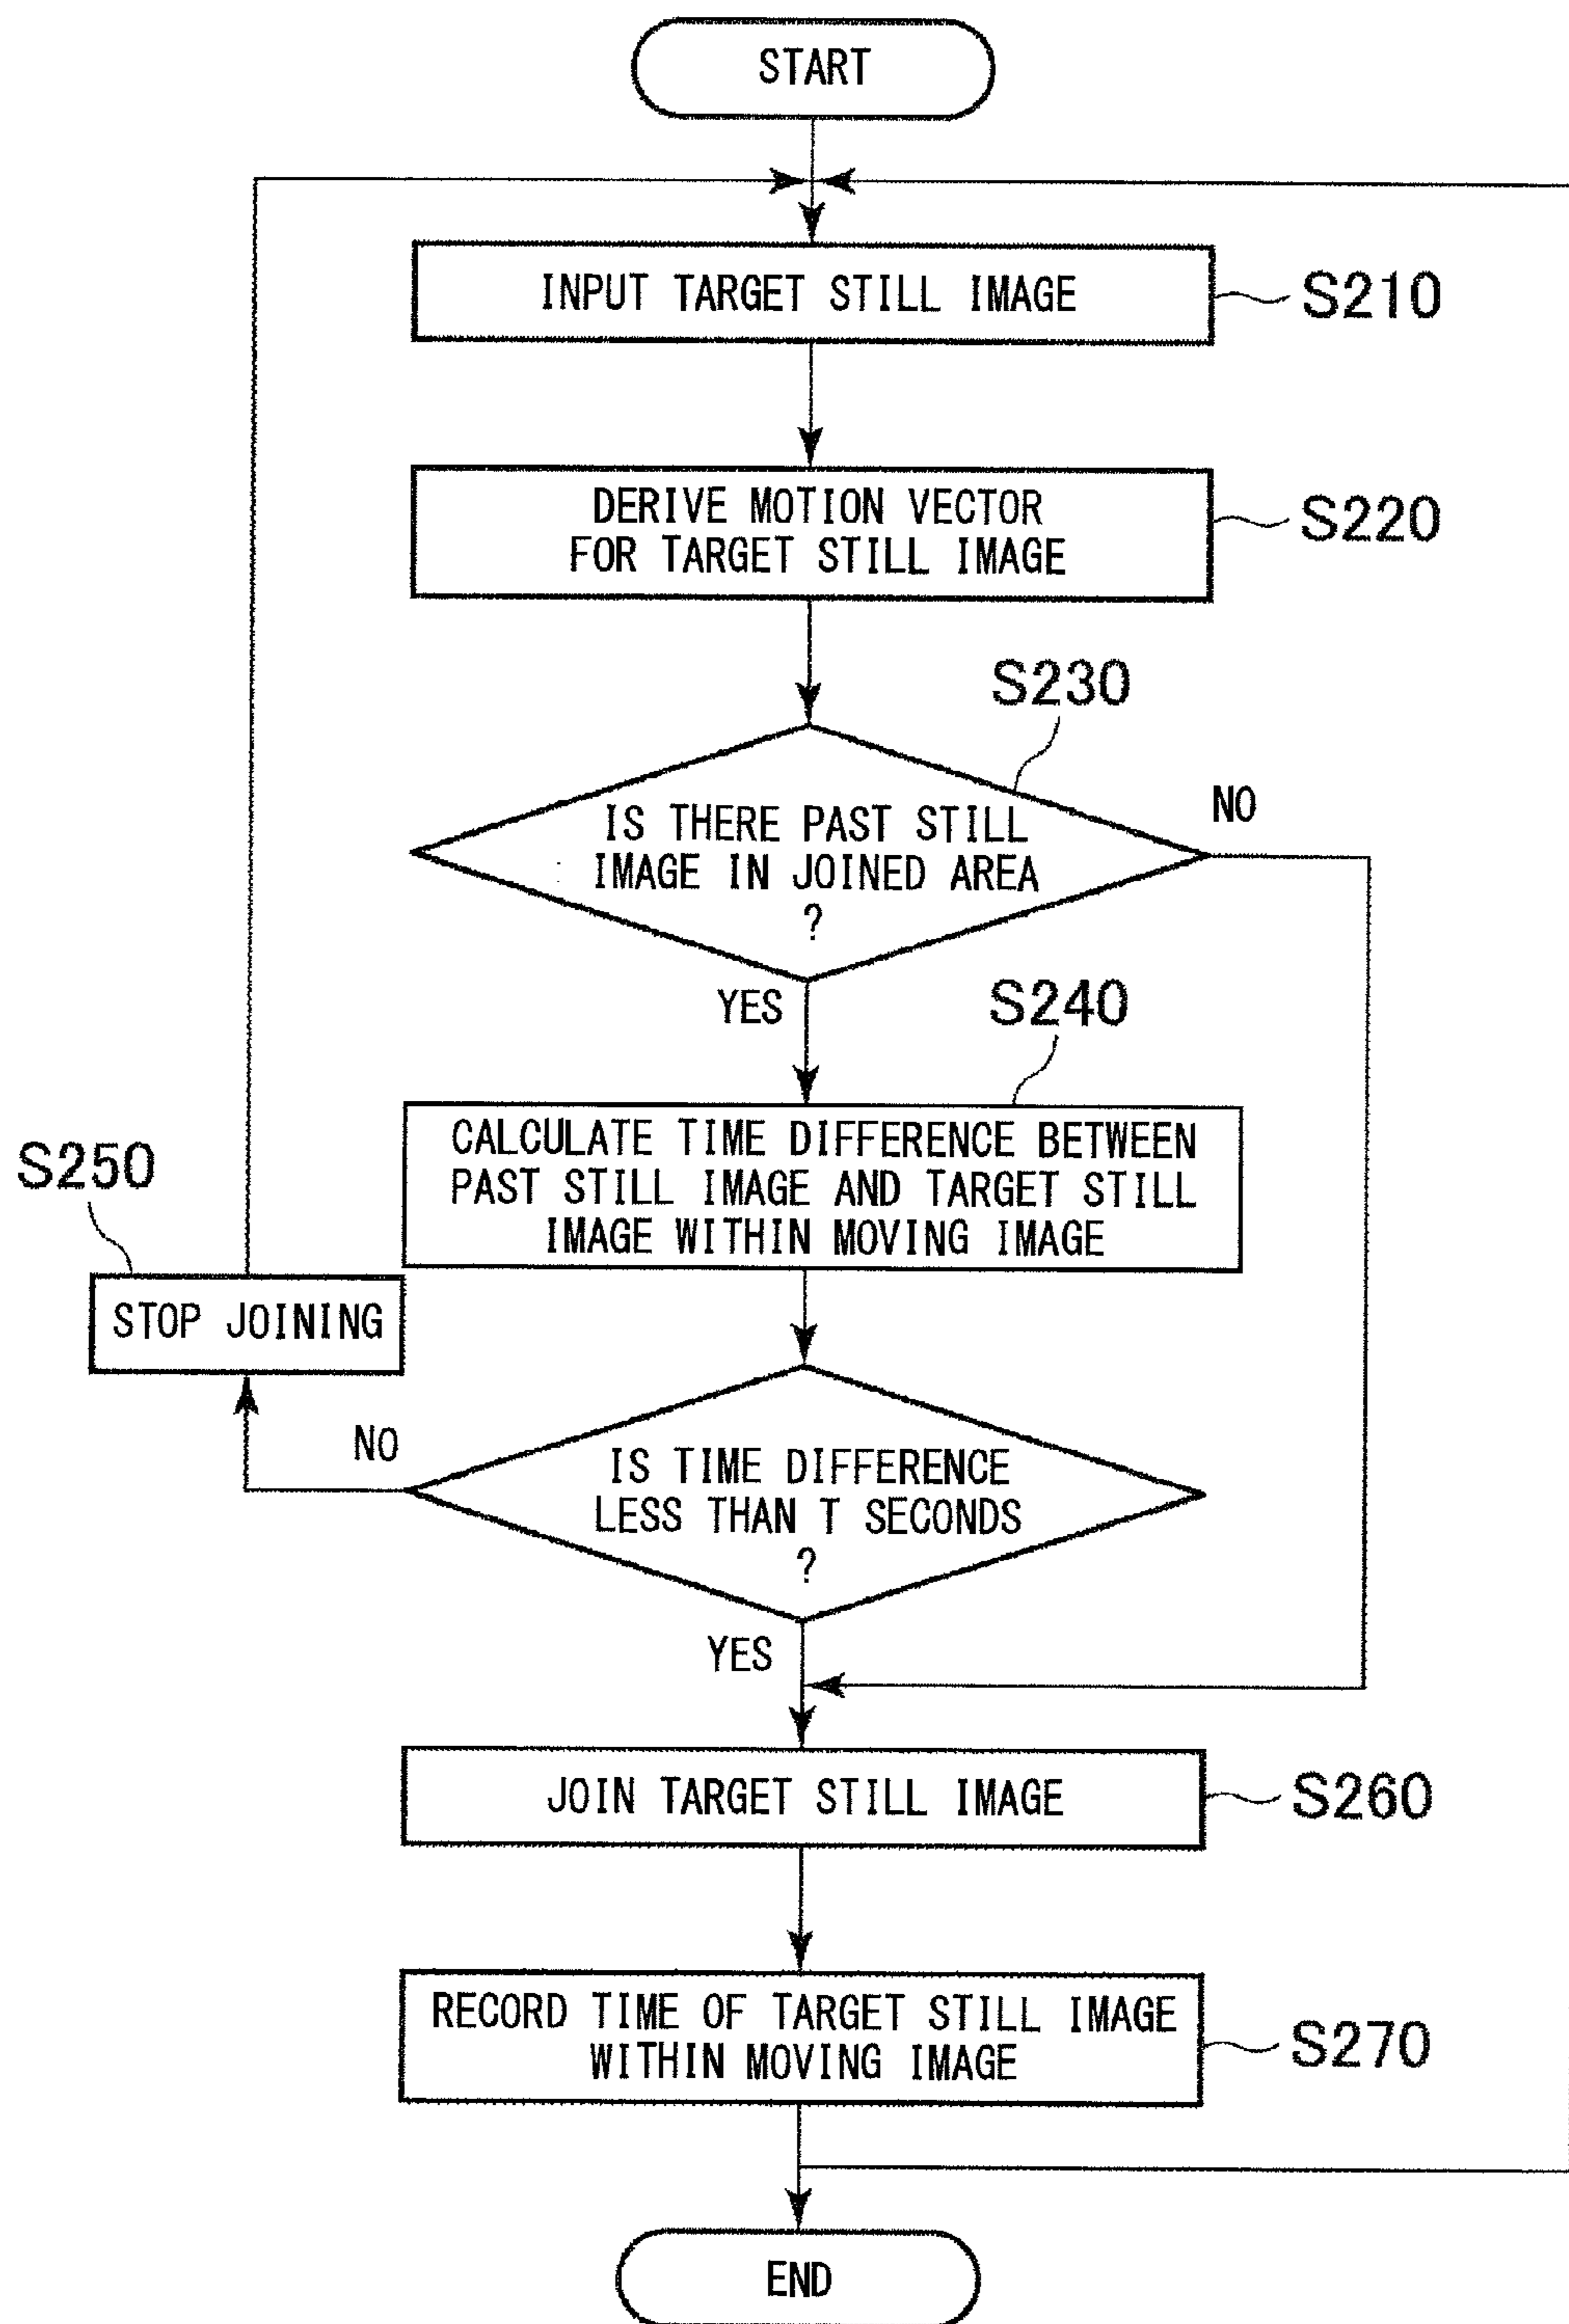 START
INPUT TARGET STILL IMAGE
S210
DERIVE MOTION VECTOR
FOR TARGET STILL IMAGE
S220
S230
IS THERE PAST STILL
IMAGE IN JOINED AREA
?
NO
YES
S240
CALCULATE TIME DIFFERENCE BETWEEN
PAST STILL IMAGE AND TARGET STILL
IMAGE WITHIN MOVING IMAGE
S250
STOP JOINING
NO
IS TIME DIFFERENCE
LESS THAN T SECONDS
?
YES
JOIN TARGET STILL IMAGE
S260
RECORD TIME OF TARGET STILL IMAGE
WITHIN MOVING IMAGE
S270
END